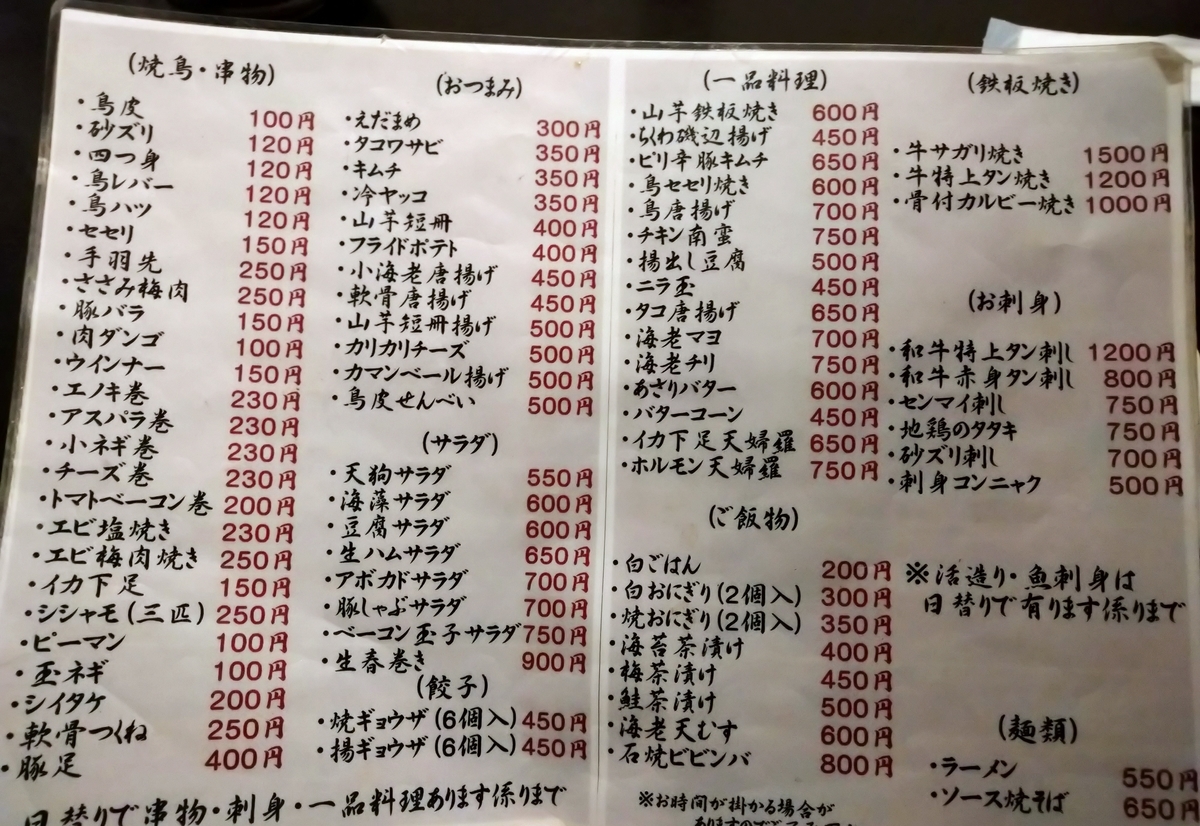 (焼鳥・串物)
・鳥皮 100円
・砂ズリ 120円
・四つ身 120円
・鳥レバー 120円
・鳥ハツ 120円
・セセリ 150円
・手羽先 250円
・ささみ梅肉 250円
・豚バラ 150円
・肉ダンゴ 100円
・ウインナー 150円
・エノキ巻 230円
・アスパラ巻 230円
・小ネギ巻 230円
・チーズ巻 230円
・トマトベーコン巻 200円
・エビ塩焼き 230円
・エビ梅肉焼き 250円
・イカ下足 150円
・シシャモ(三匹) 250円
・ピーマン 100円
・玉ネギ 100円
・シイタケ 200円
・軟骨つくね 250円
・豚足 400円
(おつまみ)
・えだまめ 300円
・タコワサビ 350円
・キムチ 350円
・冷ヤッコ 350円
・山芋短冊 400円
・フライドポテト 400円
・小海老唐揚げ 450円
・軟骨唐揚げ 450円
・山芋短冊揚げ 500円
・カリカリチーズ 500円
・カマンベール揚げ 500円
・鳥皮せんべい 500円
(サラダ)
・天狗サラダ 550円
・海藻サラダ 600円
・豆腐サラダ 600円
・生ハムサラダ 650円
・アボカドサラダ 700円
・豚しゃぶサラダ 700円
・ベーコン玉子サラダ 750円
・生春巻き 900円
(餃子)
・焼ギョウザ(6個入) 450円
・揚ギョウザ(6個入) 450円
日替りで串物・刺身・一品料理あります係りまで
(一品料理)
・山芋鉄板焼き 600円
・ちくわ磯辺揚げ 450円
・ピリ辛豚キムチ 650円
・鳥セセリ焼き 600円
・鳥唐揚げ 700円
・チキン南蛮 750円
・揚出し豆腐 500円
・ニラ玉 450円
・タコ唐揚げ 650円
・海老マヨ 700円
・海老チリ 750円
・あさりバター 600円
・バターコーン 450円
・イカ下足天婦羅 650円
・ホルモン天婦羅 750円
(ご飯物)
・白ごはん 200円
・白おにぎり(2個入) 300円
・焼おにぎり(2個入) 350円
・海苔茶漬け 400円
・梅茶漬け 450円
・鮭茶漬け 500円
・海老天むす 600円
・石焼ビビンバ 800円
※お時間が掛かる場合が
(鉄板焼き)
・牛サガリ焼き 1500円
・牛特上タン焼き 1200円
・骨付カルビー焼き 1000円
(お刺身)
・和牛特上タン刺し 1200円
・和牛赤身タン刺し 800円
・センマイ刺し 750円
・地鶏のタタキ 750円
・砂ズリ刺し 700円
・刺身コンニャク 500円
※活造り・魚刺身は
日替りで有ります係りまで
(麺類)
・ラーメン 550円
・ソース焼そば 650円